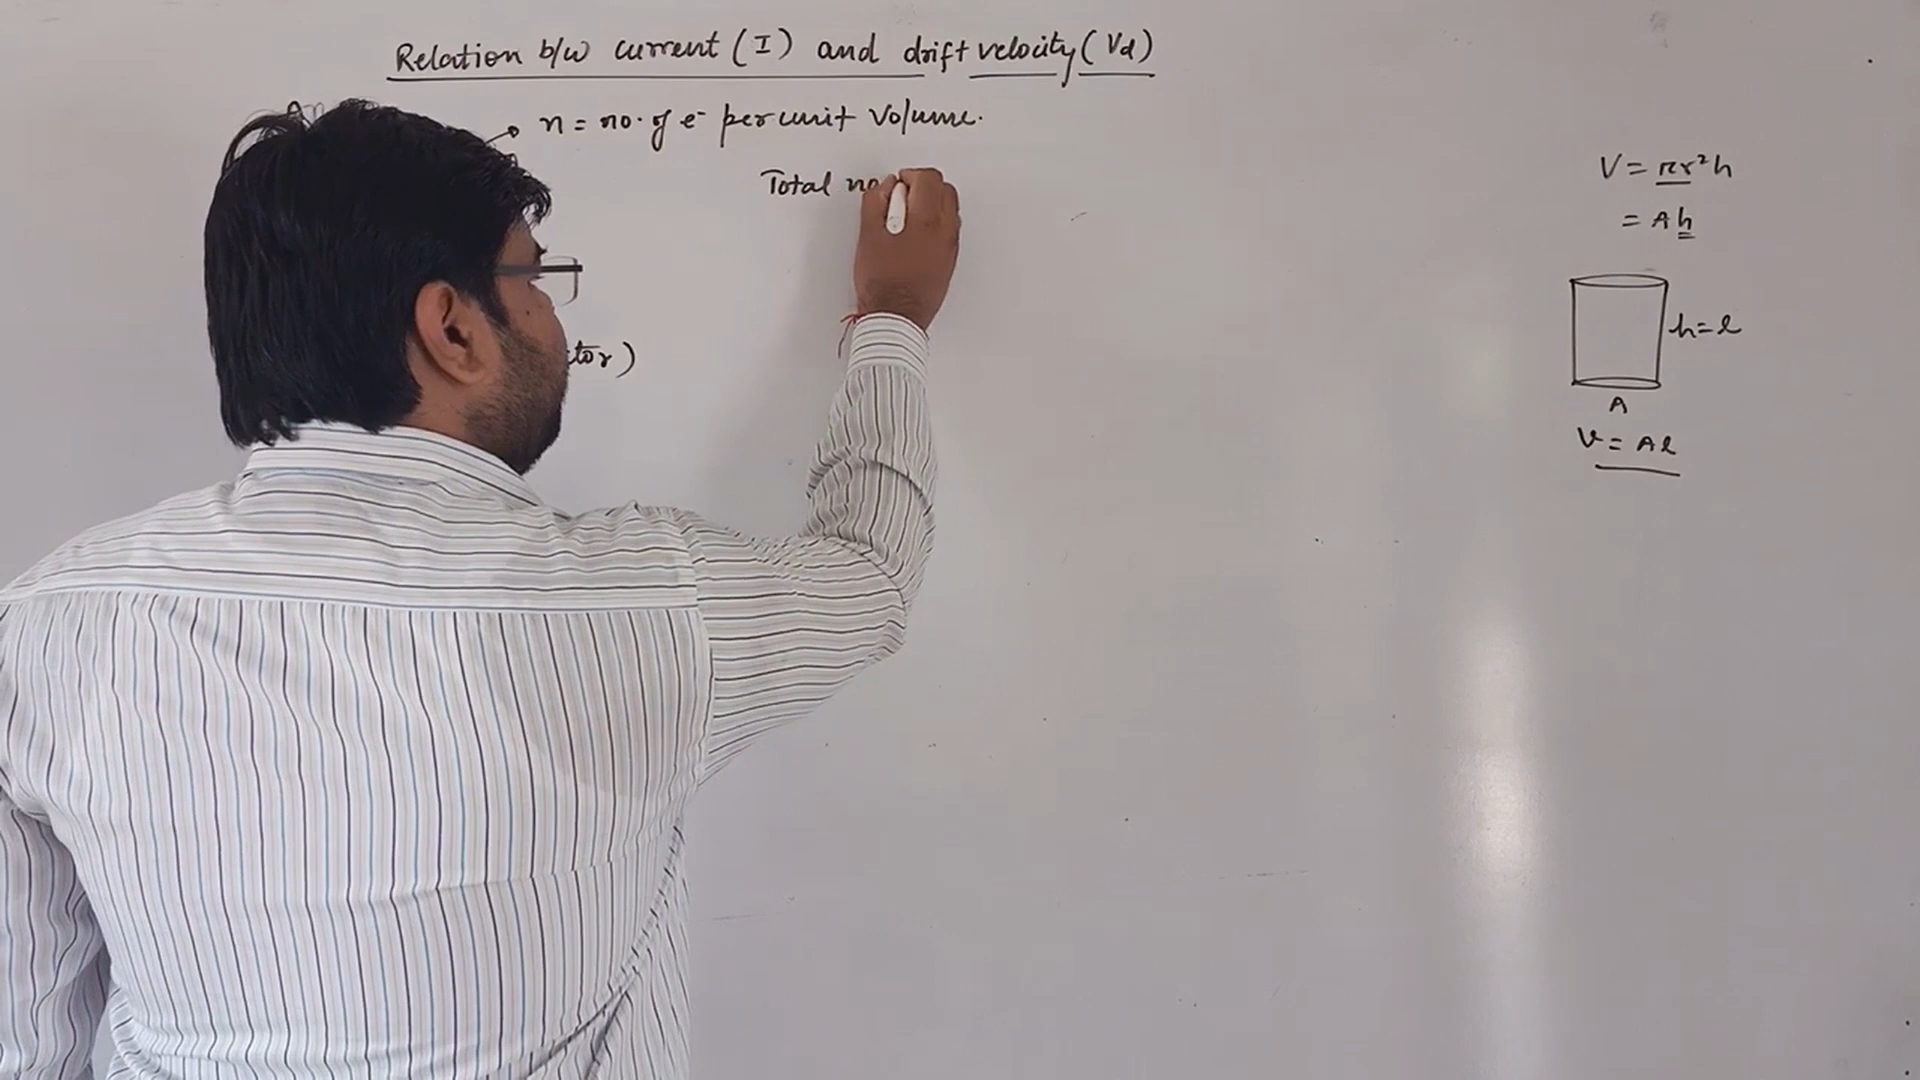 Relation b/w current (I) and drift velocity (Vd)
n = no. of e⁻ per unit volume.
Total no
tor)
V = πr²h
= Ah
h = l
A
V = Al